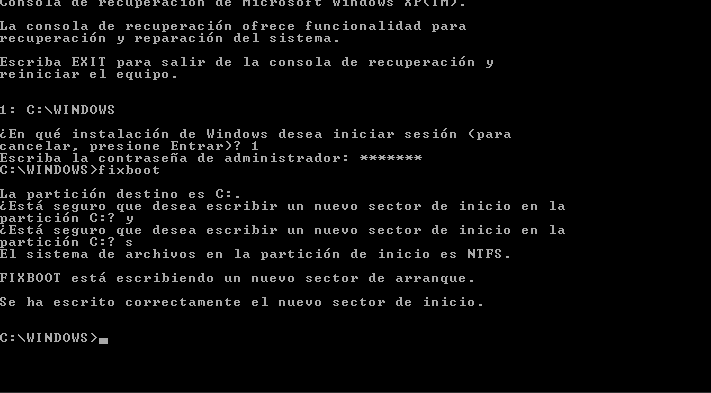 Consola de recuperación de Microsoft Windows XP(TM).
La consola de recuperación ofrece funcionalidad para
recuperación y reparación del sistema.
Escriba EXIT para salir de la consola de recuperación y
reiniciar el equipo.
1: C:\WINDOWS
¿En qué instalación de Windows desea iniciar sesión (para
cancelar, presione Entrar)? 1
Escriba la contraseña de administrador: *******
C:\WINDOWS>fixboot
La partición destino es C:.
¿Está seguro que desea escribir un nuevo sector de inicio en la
partición C:? y
¿Está seguro que desea escribir un nuevo sector de inicio en la
partición C:? s
El sistema de archivos en la partición de inicio es NTFS.
FIXBOOT está escribiendo un nuevo sector de arranque.
Se ha escrito correctamente el nuevo sector de inicio.
C:\WINDOWS>